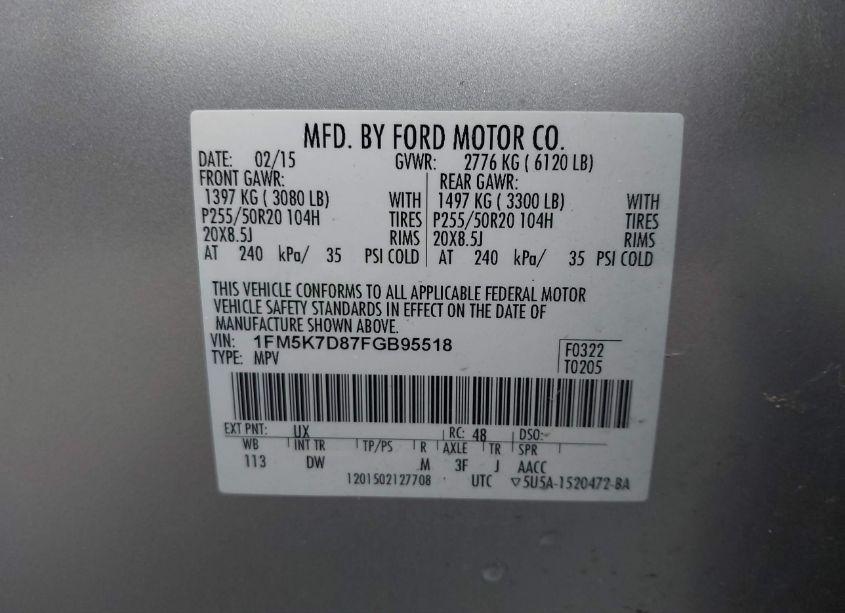 MFD. BY FORD MOTOR CO.
DATE: 02/15 GVWR: 2776 KG ( 6120 LB)
FRONT GAWR: REAR GAWR:
1397 KG ( 3080 LB) WITH 1497 KG ( 3300 LB) WITH
P255/50R20 104H TIRES P255/50R20 104H TIRES
20X8.5J RIMS 20X8.5J RIMS
AT 240 kPa/ 35 PSI COLD AT 240 kPa/ 35 PSI COLD
THIS VEHICLE CONFORMS TO ALL APPLICABLE FEDERAL MOTOR
VEHICLE SAFETY STANDARDS IN EFFECT ON THE DATE OF
MANUFACTURE SHOWN ABOVE.
VIN: 1FM5K7D87FGB95518 F0322
TYPE: MPV T0205
EXT PNT: UX RC: 48 DSO:
WB INT TR TP/PS R AXLE TR SPR
113 DW M 3F J AACC
1201502127708 UTC ▽5U5A-1520472-BA